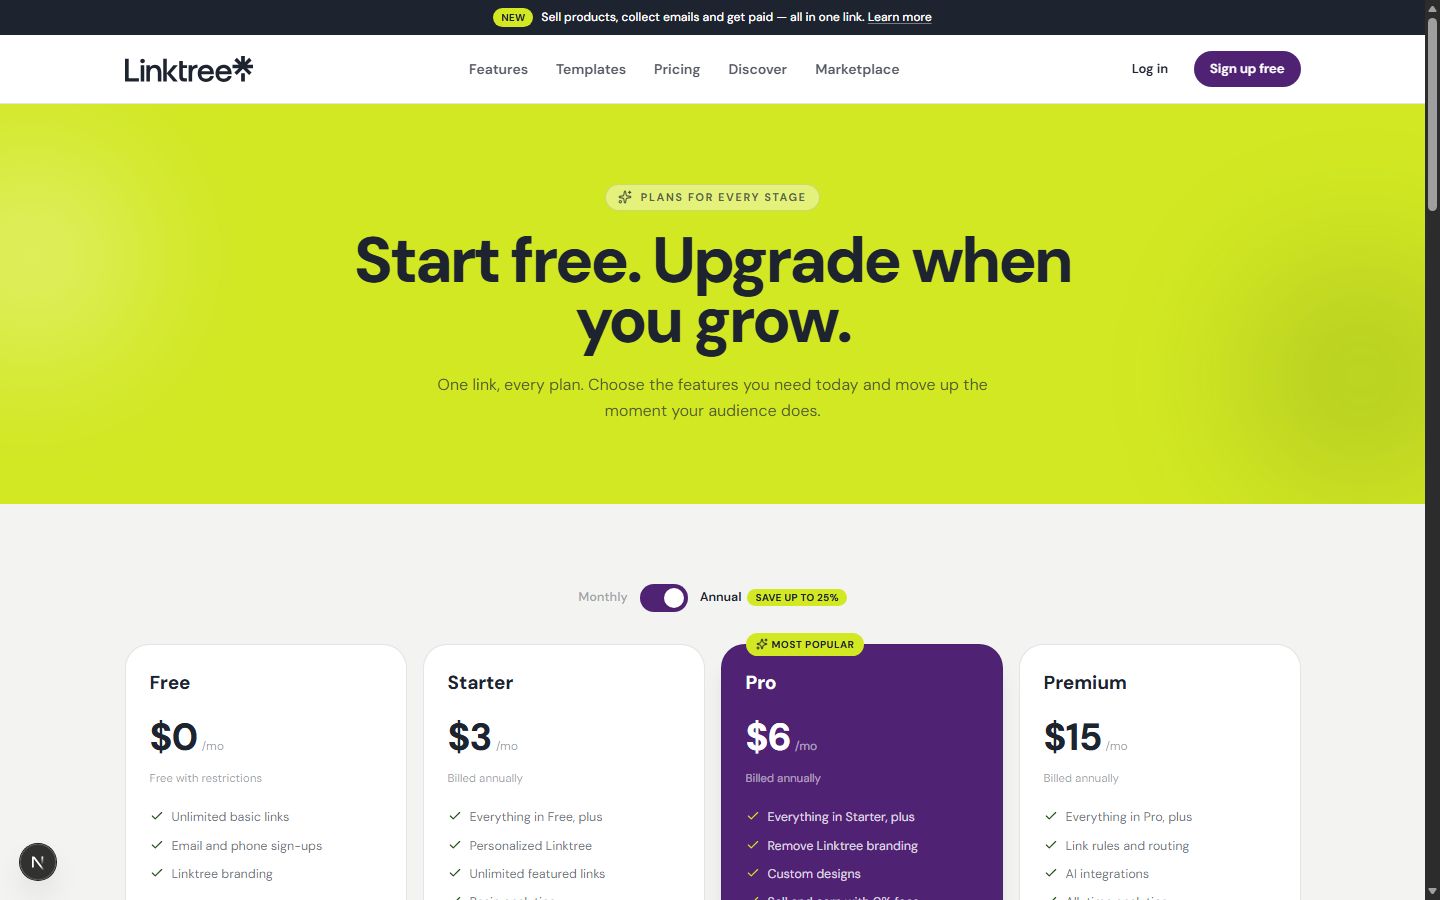 NEW Sell products, collect emails and get paid — all in one link. Learn more
Linktree
Features Templates Pricing Discover Marketplace
Log in Sign up free
PLANS FOR EVERY STAGE
Start free. Upgrade when
you grow.
One link, every plan. Choose the features you need today and move up the
moment your audience does.
Monthly Annual SAVE UP TO 25%
Free
$0 /mo
Free with restrictions
Unlimited basic links
Email and phone sign-ups
Linktree branding
Starter
$3 /mo
Billed annually
Everything in Free, plus
Personalized Linktree
Unlimited featured links
MOST POPULAR
Pro
$6 /mo
Billed annually
Everything in Starter, plus
Remove Linktree branding
Custom designs
Premium
$15 /mo
Billed annually
Everything in Pro, plus
Link rules and routing
AI integrations
N